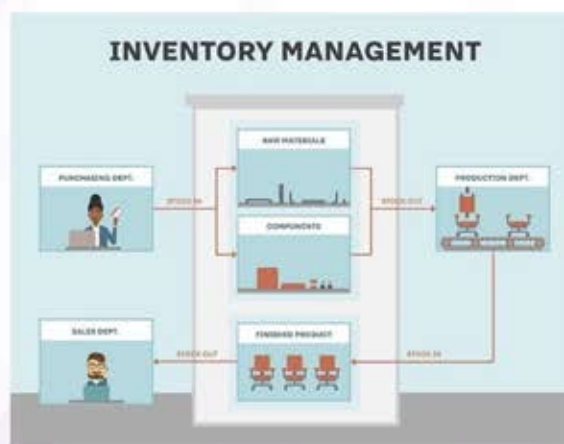 INVENTORY MANAGEMENT
RAW MATERIALS
PURCHASING DEPT.
PRODUCTION DEPT.
STOCK IN
STOCK OUT
COMPONENTS
SALES DEPT.
FINISHED PRODUCT
STOCK OUT
STOCK IN